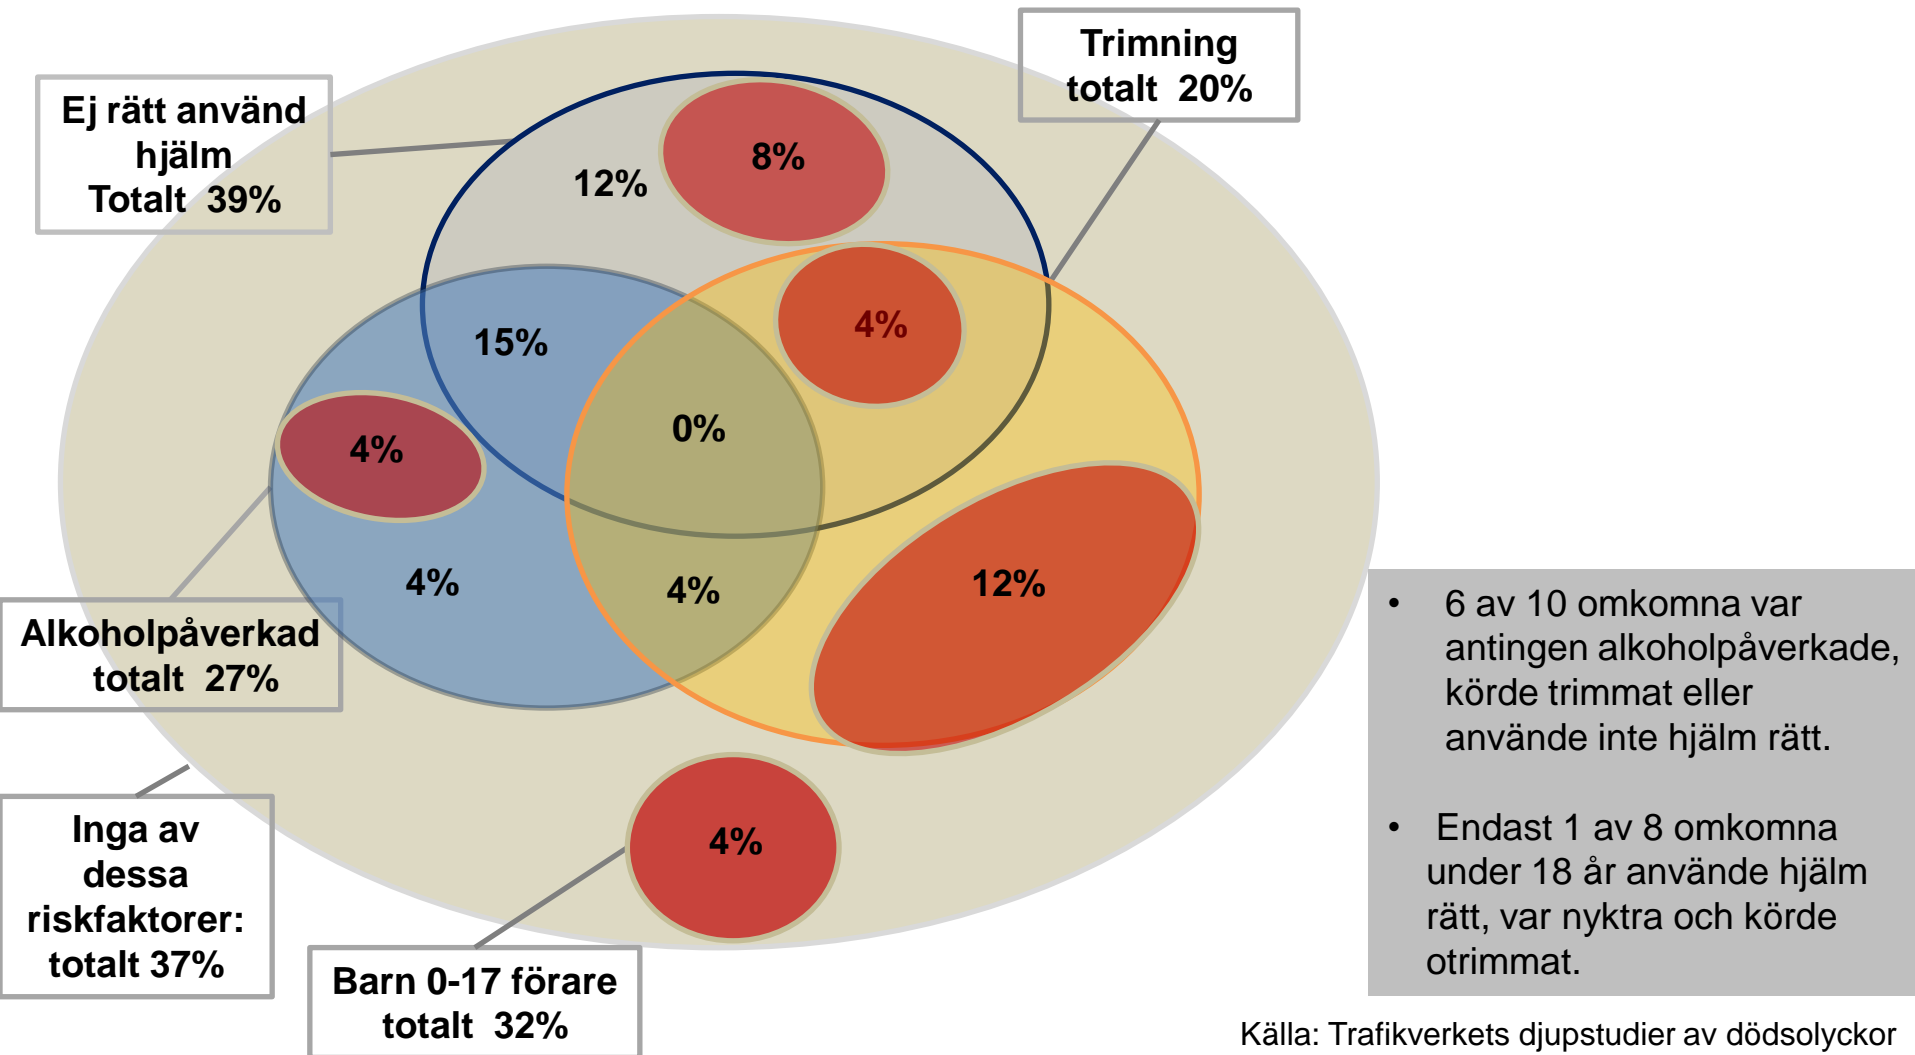 Trimning
totalt 20%
Ej rätt använd
hjälm
Totalt 39%
8%
12%
4%
15%
0%
4%
4%
4%
12%
Alkoholpåverkad
totalt 27%
Inga av
dessa
riskfaktorer:
totalt 37%
4%
Barn 0-17 förare
totalt 32%
• 6 av 10 omkomna var
antingen alkoholpåverkade,
körde trimmat eller
använde inte hjälm rätt.
• Endast 1 av 8 omkomna
under 18 år använde hjälm
rätt, var nyktra och körde
otrimmat.
Källa: Trafikverkets djupstudier av dödsolyckor